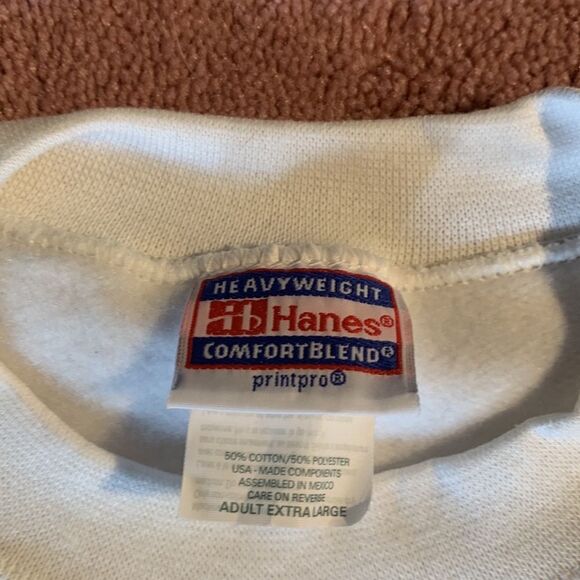 HEAVYWEIGHT
Hanes®
COMFORTBLEND®
printpro®
50% COTTON/50% POLYESTER
USA - MADE COMPONENTS
ASSEMBLED IN MEXICO
CARE ON REVERSE
ADULT EXTRA LARGE